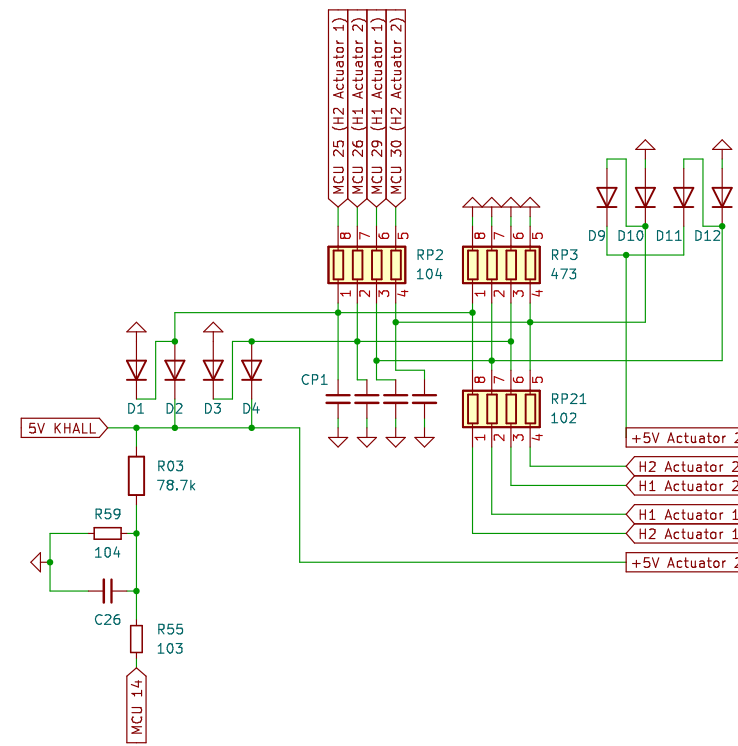 MCU 25 (H2 Actuator 1)
MCU 26 (H1 Actuator 2)
MCU 29 (H1 Actuator 1)
MCU 30 (H2 Actuator 2)
8 7 6 5
RP2
104
1 2 3 4
8 7 6 5
RP3
473
1 2 3 4
D9 D10 D11 D12
D1 D2 D3 D4
CP1
8 7 6 5
RP21
102
1 2 3 4
5V KHALL
+5V Actuator 2
H2 Actuator 2
H1 Actuator 2
H1 Actuator 1
H2 Actuator 1
+5V Actuator 2
R03
78.7k
R59
104
C26
R55
103
MCU 14